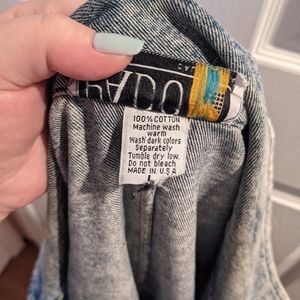 100% COTTON
Machine wash
warm
Wash dark colors
separately
Tumble dry low.
Do not bleach
MADE IN U.S.A
L